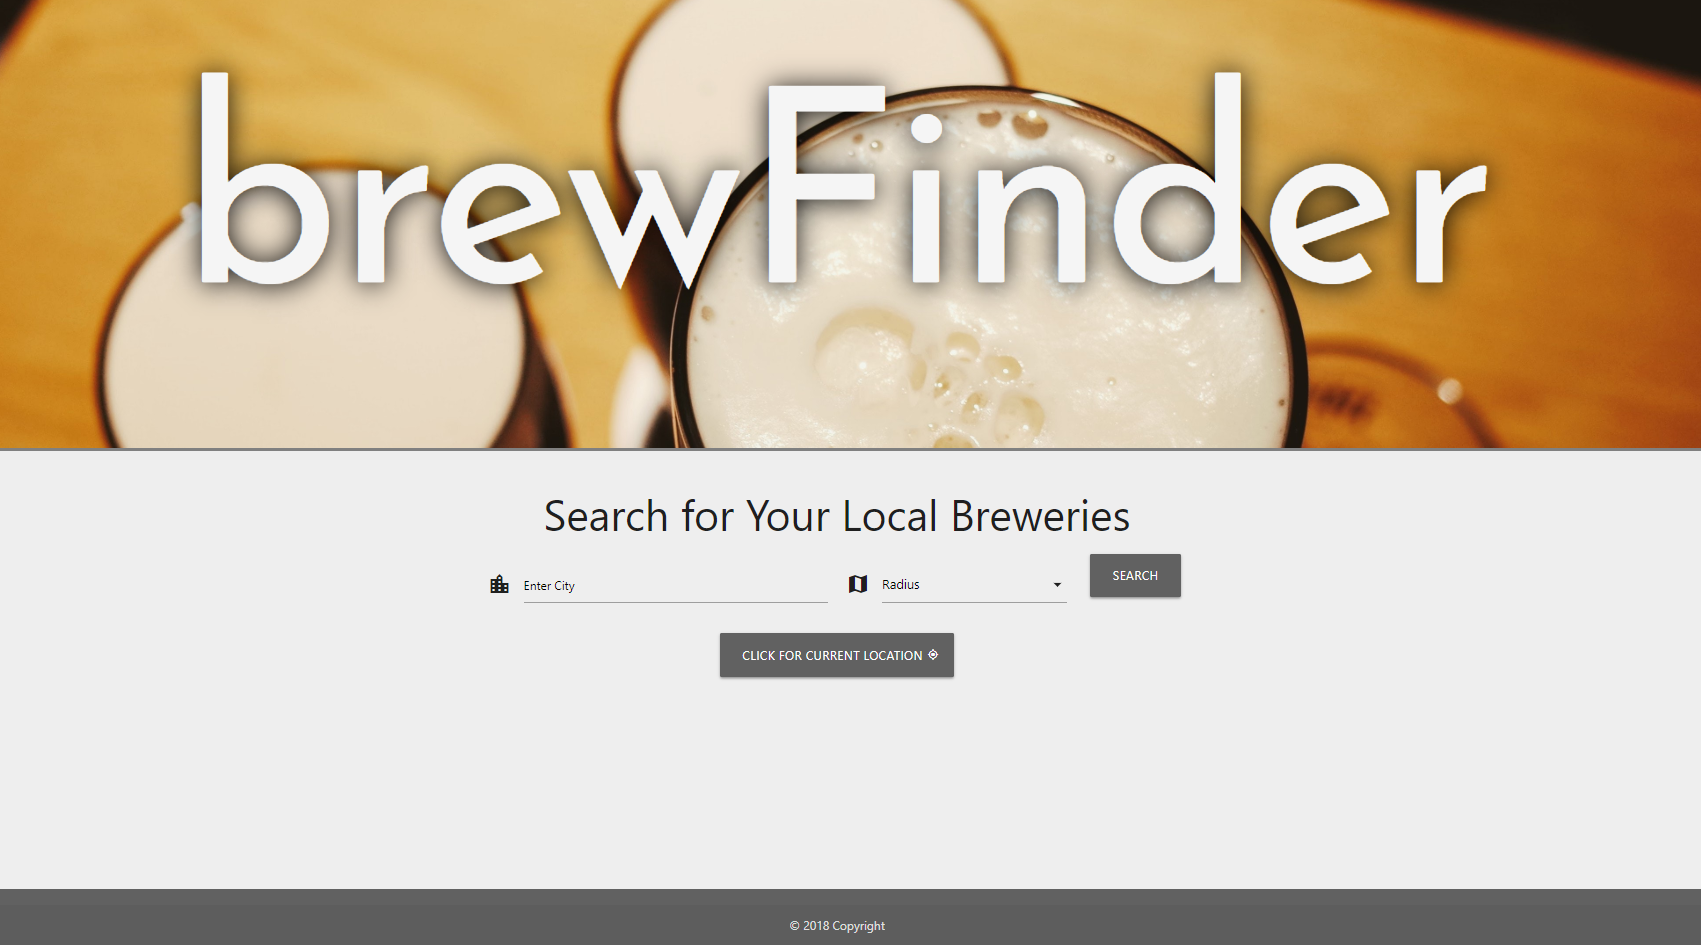 brewFinder
Search for Your Local Breweries
Enter City
Radius
SEARCH
CLICK FOR CURRENT LOCATION
© 2018 Copyright